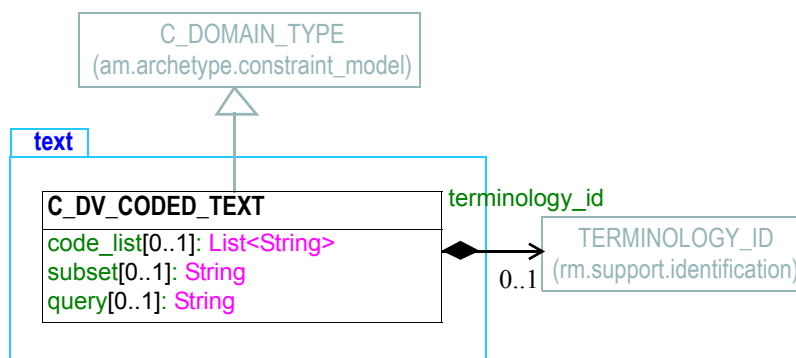 C_DOMAIN_TYPE
(am.archetype.constraint_model)
text
C_DV_CODED_TEXT
code_list[0..1]: List<String>
subset[0..1]: String
query[0..1]: String
terminology_id
0..1
TERMINOLOGY_ID
(rm.support.identification)